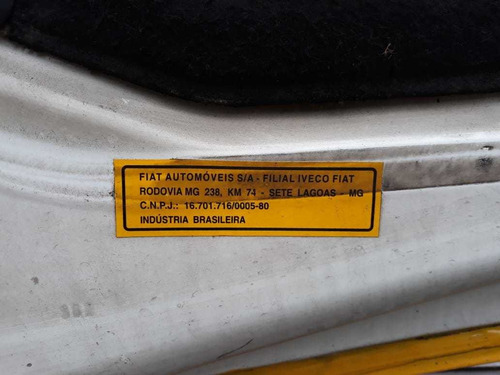 FIAT AUTOMÓVEIS S/A - FILIAL IVECO FIAT
RODOVIA MG 238, KM 74 - SETE LAGOAS - MG
C.N.P.J.: 16.701.716/0005-80
INDÚSTRIA BRASILEIRA